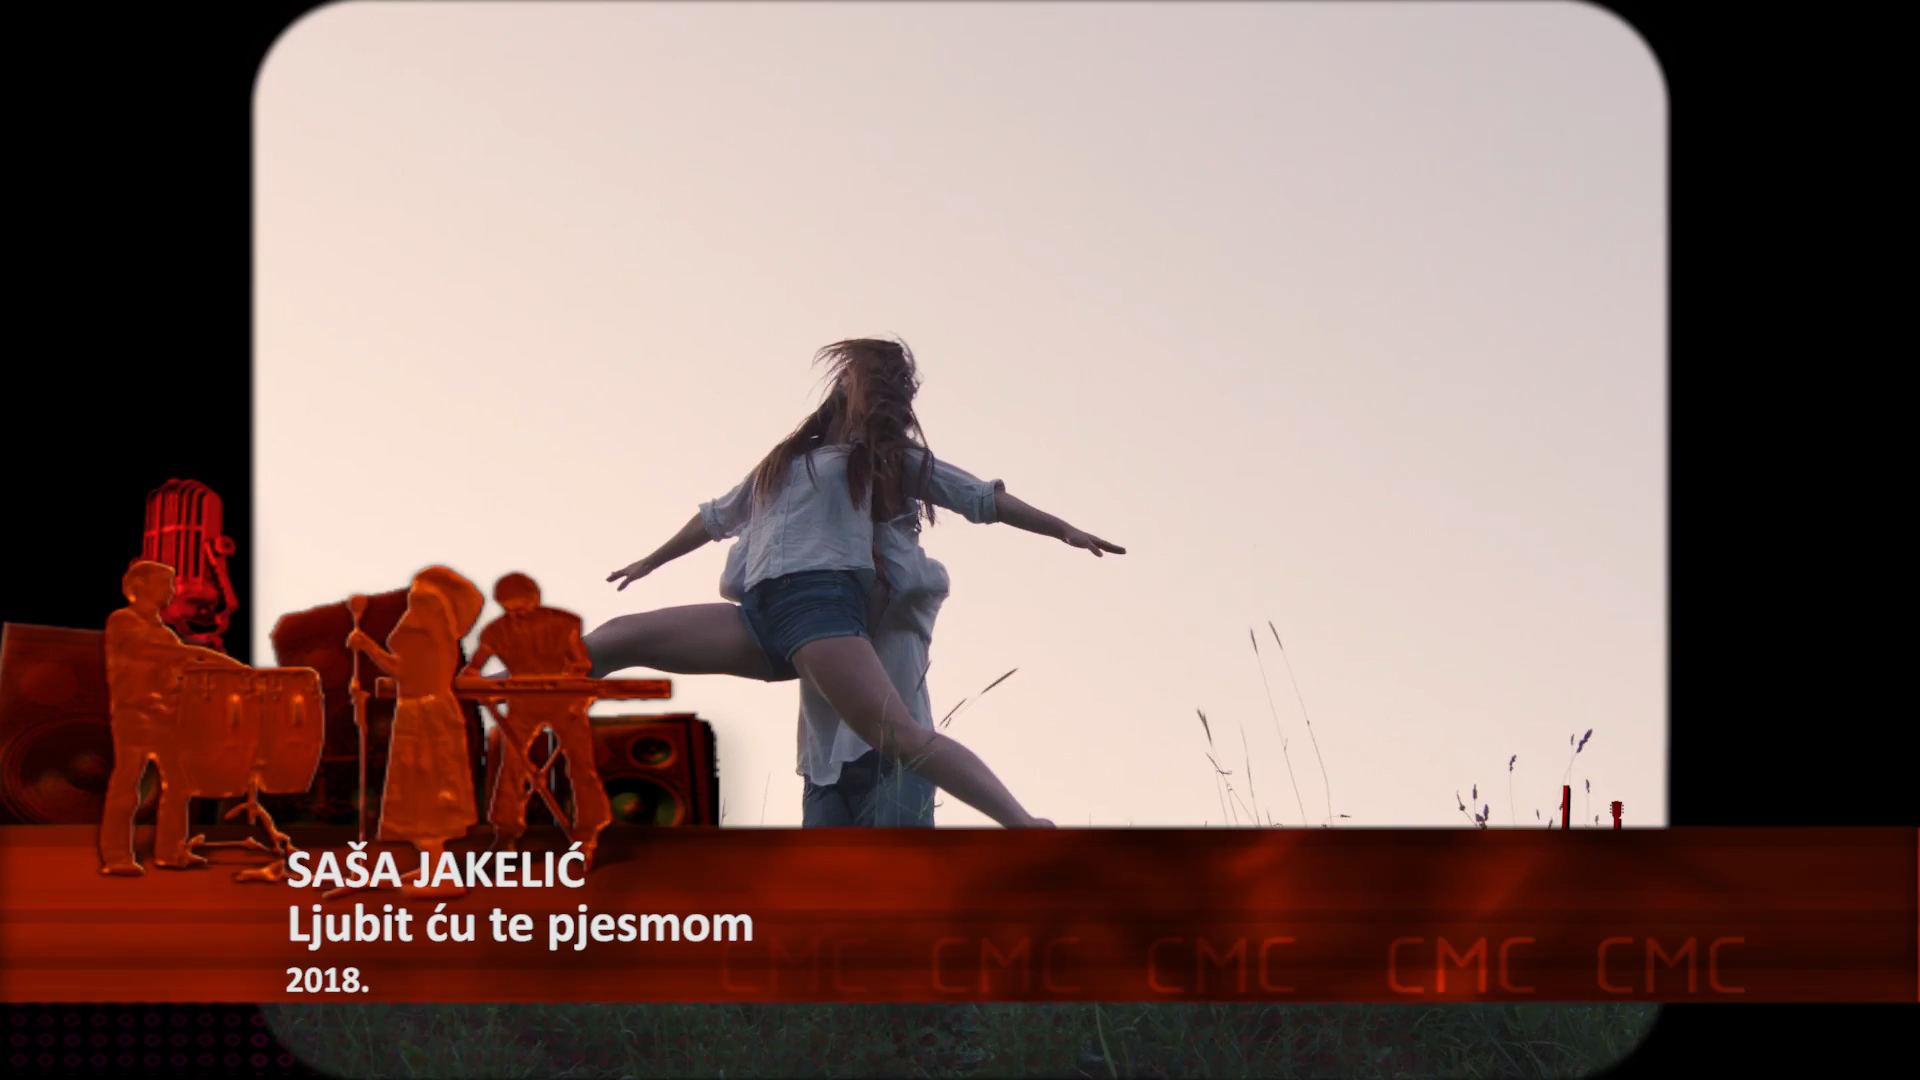 SAŠA JAKELIĆ
Ljubit ću te pjesmom
2018.
CMC CMC CMC CMC CMC